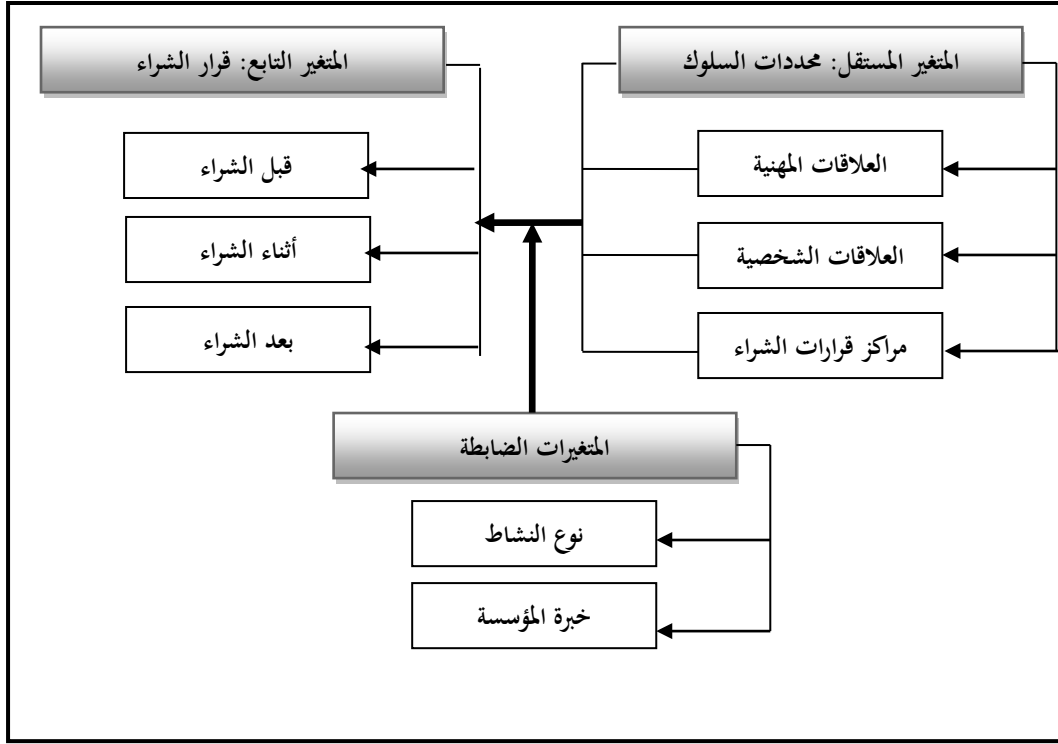 المتغير المستقل: محددات السلوك
العلاقات المهنية
العلاقات الشخصية
مراكز قرارات الشراء
المتغير التابع: قرار الشراء
قبل الشراء
أثناء الشراء
بعد الشراء
المتغيرات الضابطة
نوع النشاط
خبرة المؤسسة